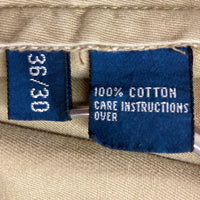 36/30
100% COTTON
CARE INSTRUCTIONS
OVER